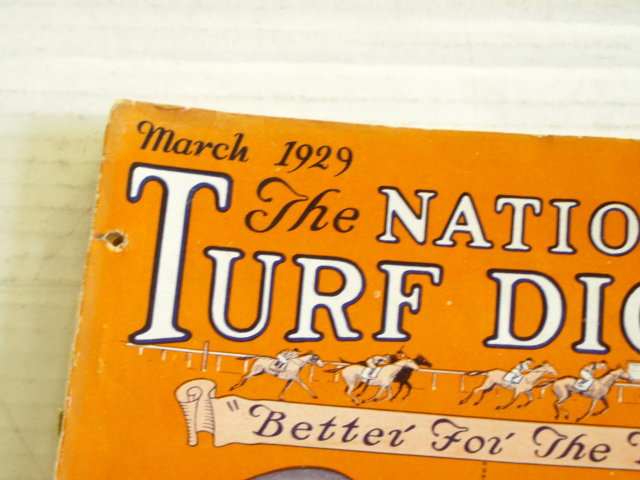 March 1929
The NATIO
TURF DIG
"Better For The